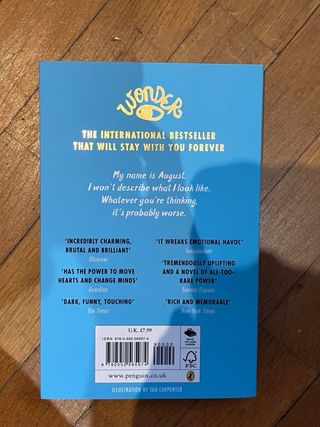 WONDER
THE INTERNATIONAL BESTSELLER
THAT WILL STAY WITH YOU FOREVER
My name is August.
I won't describe what I look like.
Whatever you're thinking,
it's probably worse.
'INCREDIBLY CHARMING,
BRUTAL AND BRILLIANT'
Observer
'HAS THE POWER TO MOVE
HEARTS AND CHANGE MINDS'
Guardian
'DARK, FUNNY, TOUCHING'
The Times
'IT WREAKS EMOTIONAL HAVOC'
Independent
'TREMENDOUSLY UPLIFTING
AND A NOVEL OF ALL-TOO-
RARE POWER'
Sunday Express
'RICH AND MEMORABLE'
New York Times
U.K. £7.99
90000
www.penguin.co.uk
FSC
ILLUSTRATION BY TAD CARPENTER